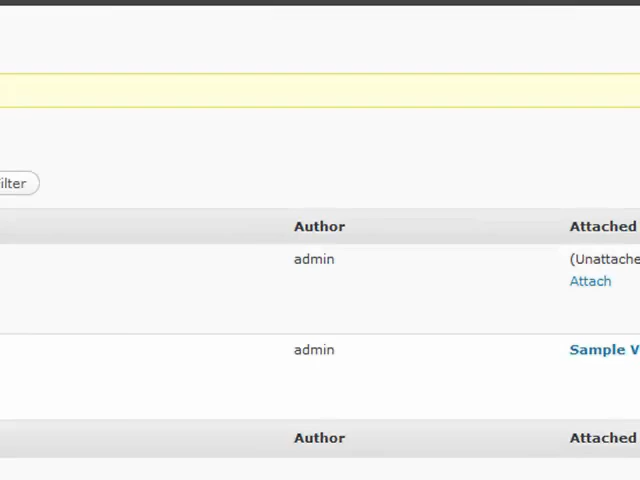 ilter
Author Attached
admin (Unattache
Attach
admin Sample V
Author Attached